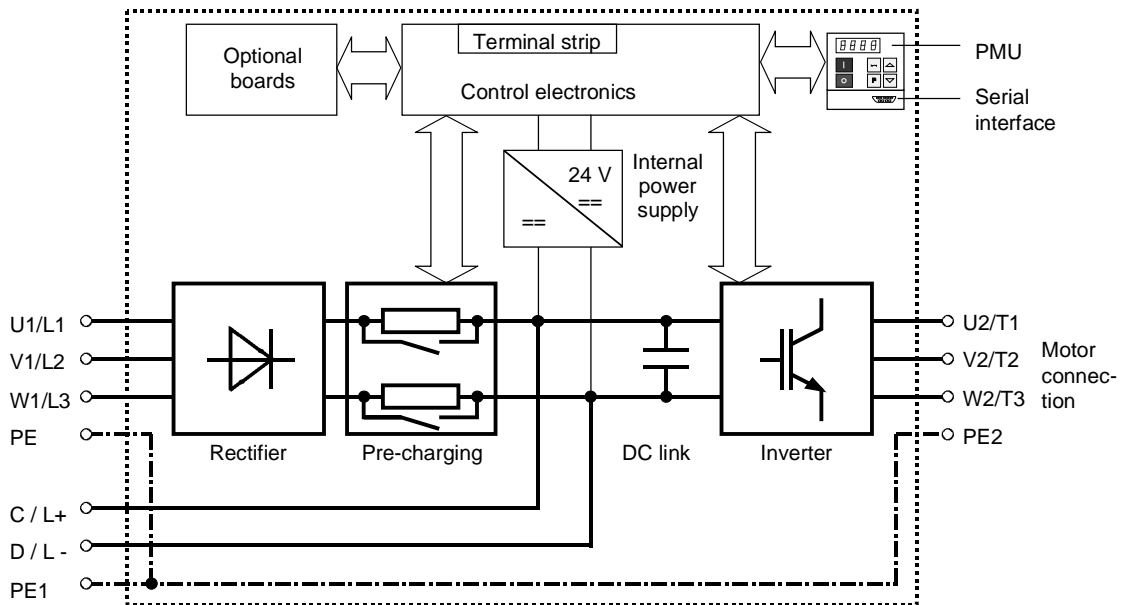 Optional
boards
Terminal strip
Control electronics
8888
I
O
P
PMU
Serial
interface
24 V
==
==
Internal
power
supply
U1/L1
V1/L2
W1/L3
PE
Rectifier
Pre-charging
DC link
Inverter
U2/T1
V2/T2
W2/T3
PE2
Motor
connec-
tion
C / L+
D / L -
PE1